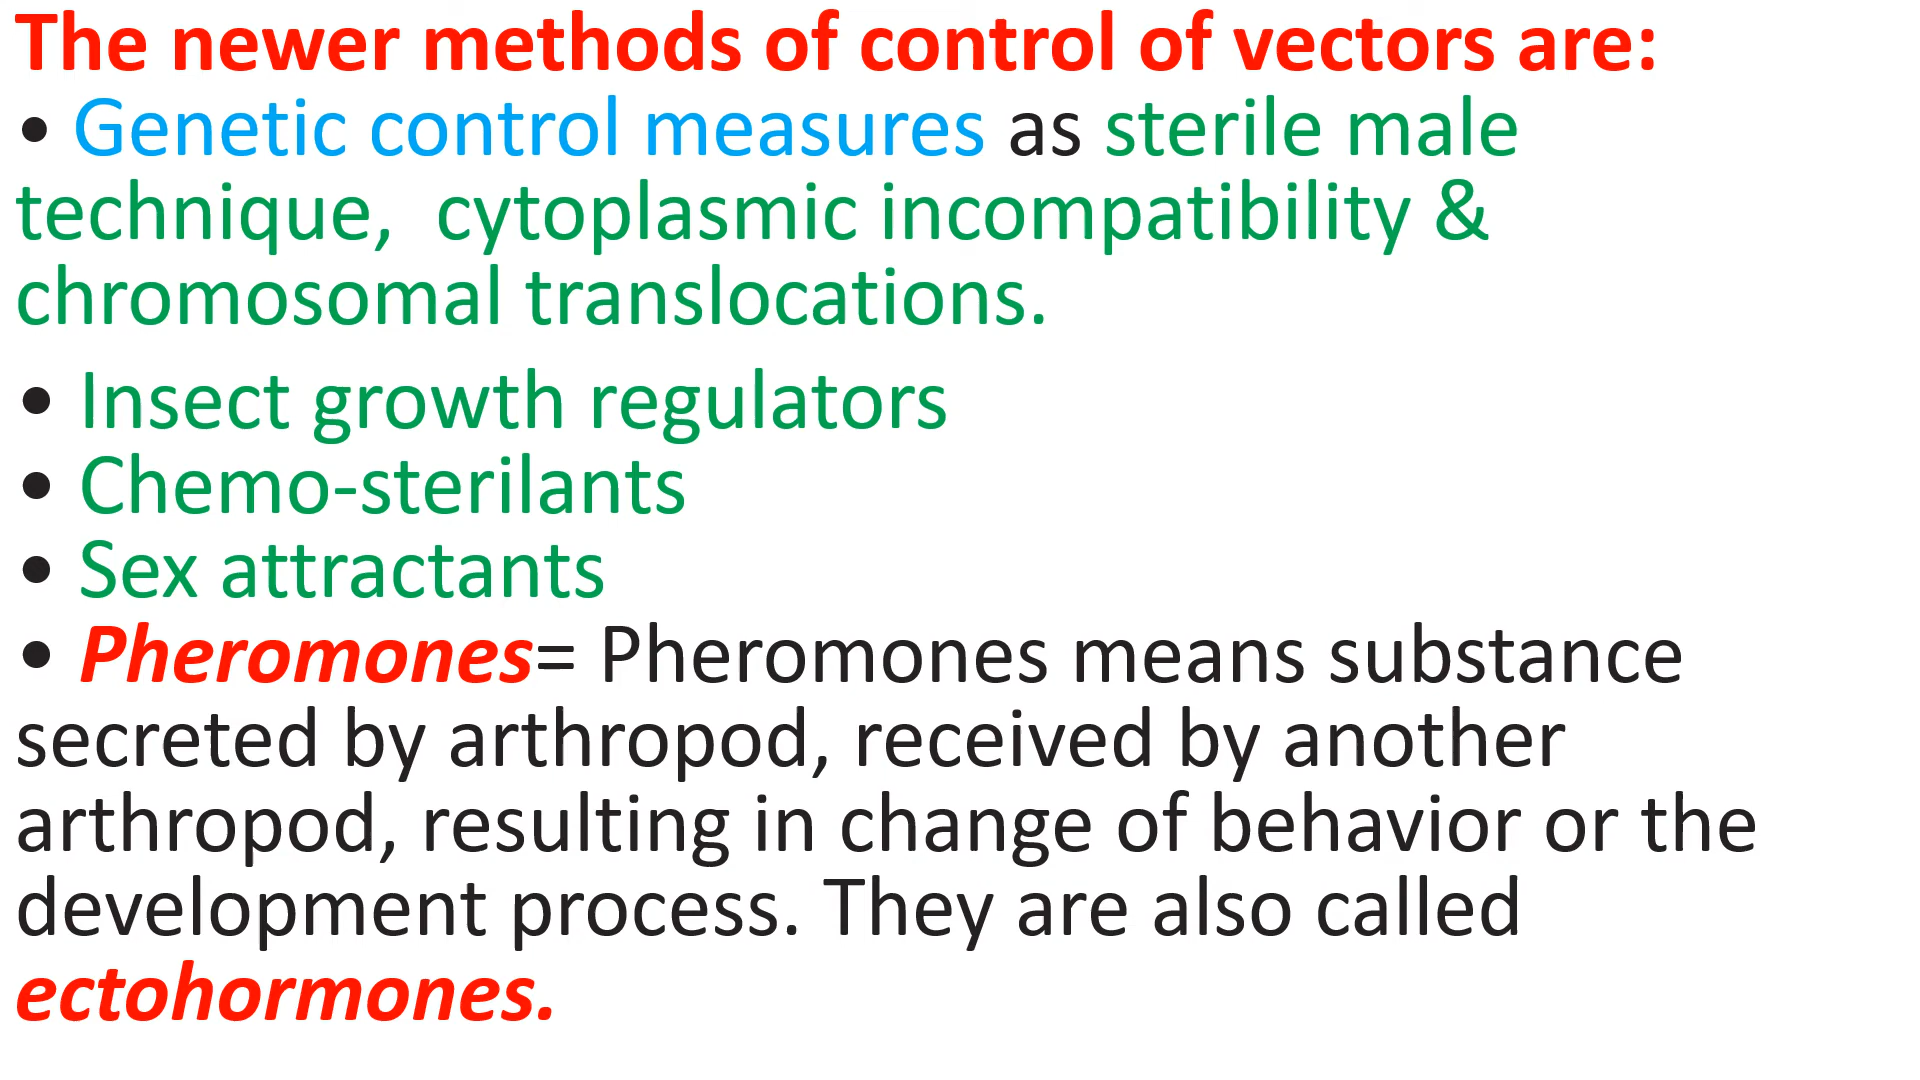 The newer methods of control of vectors are:
• Genetic control measures as sterile male
technique,  cytoplasmic incompatibility &
chromosomal translocations.
• Insect growth regulators
• Chemo-sterilants
• Sex attractants
• Pheromones= Pheromones means substance
secreted by arthropod, received by another
arthropod, resulting in change of behavior or the
development process. They are also called
ectohormones.